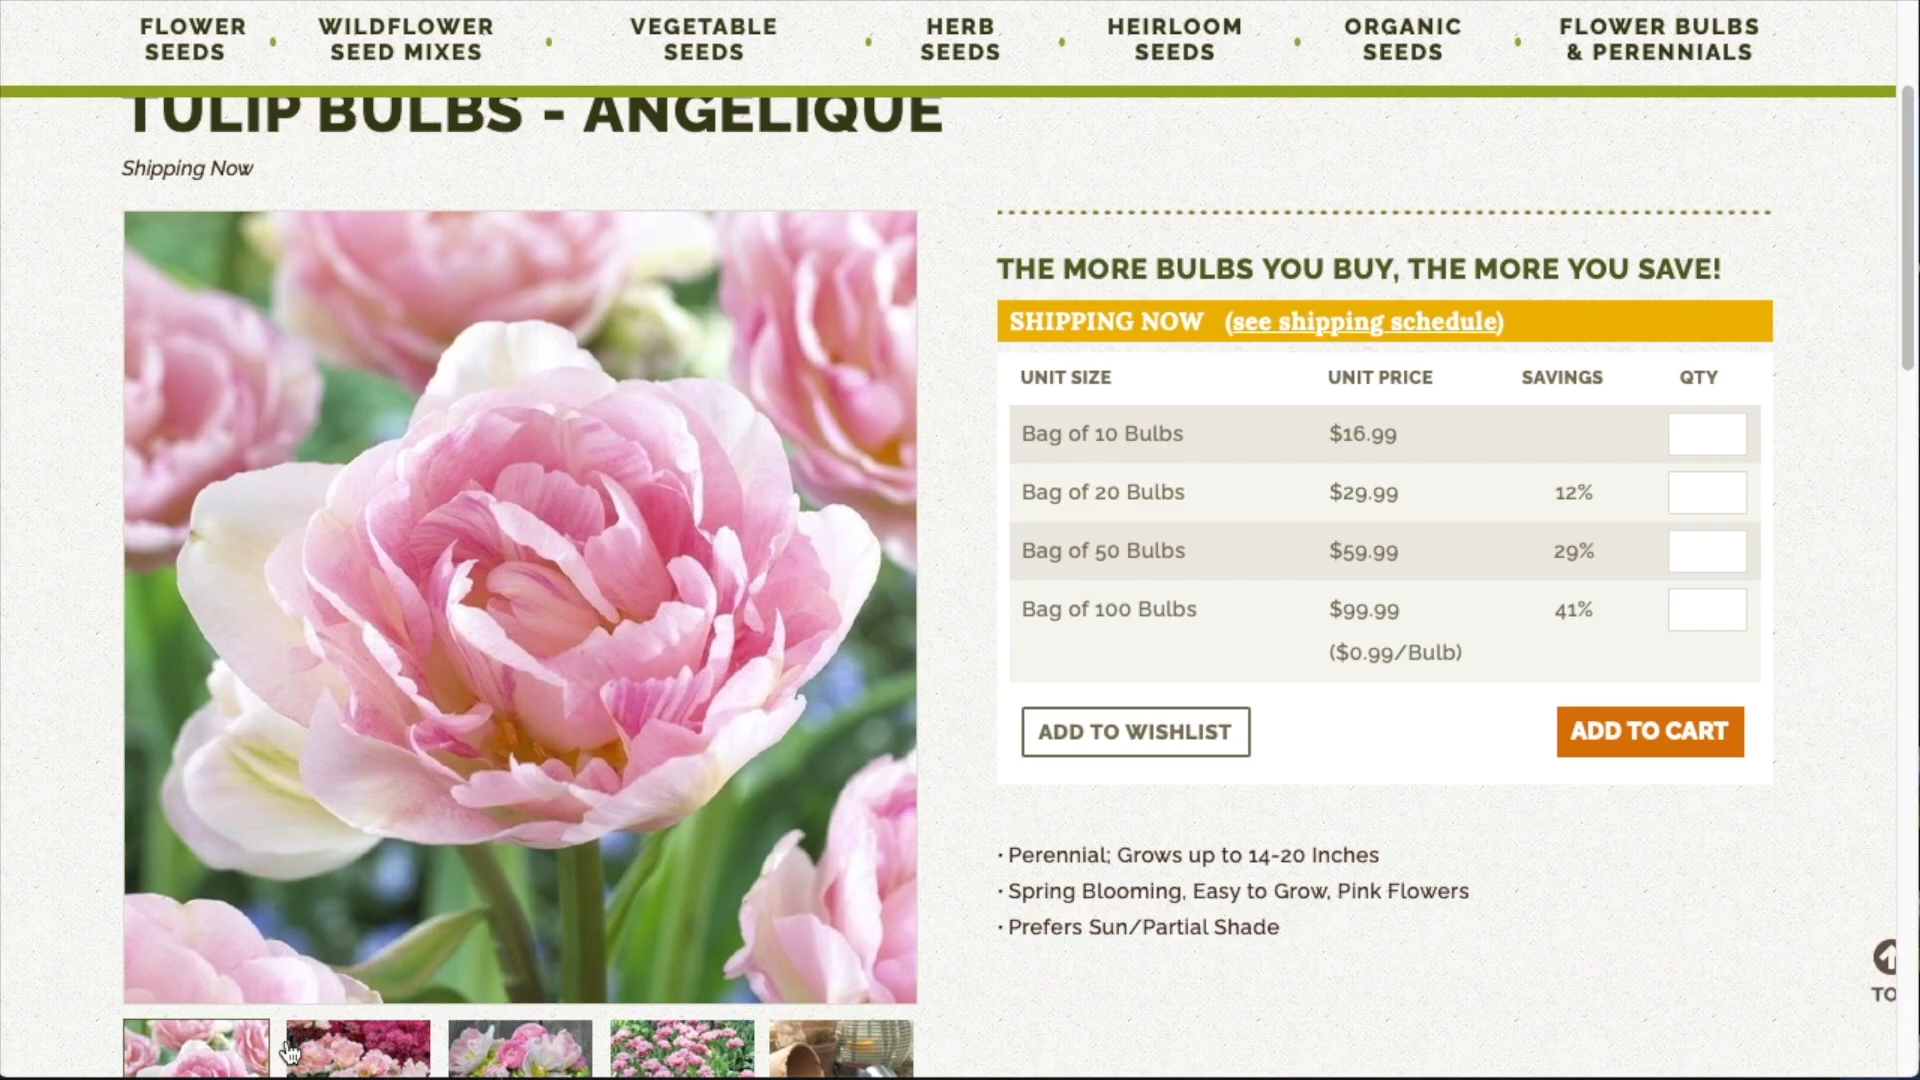 FLOWER SEEDS
WILDFLOWER SEED MIXES
VEGETABLE SEEDS
HERB SEEDS
HEIRLOOM SEEDS
ORGANIC SEEDS
FLOWER BULBS & PERENNIALS
TULIP BULBS - ANGELIQUE
Shipping Now
THE MORE BULBS YOU BUY, THE MORE YOU SAVE!
SHIPPING NOW (see shipping schedule)
UNIT SIZE UNIT PRICE SAVINGS QTY
Bag of 10 Bulbs $16.99
Bag of 20 Bulbs $29.99 12%
Bag of 50 Bulbs $59.99 29%
Bag of 100 Bulbs $99.99 41%
($0.99/Bulb)
ADD TO WISHLIST ADD TO CART
· Perennial; Grows up to 14-20 Inches
· Spring Blooming, Easy to Grow, Pink Flowers
· Prefers Sun/Partial Shade